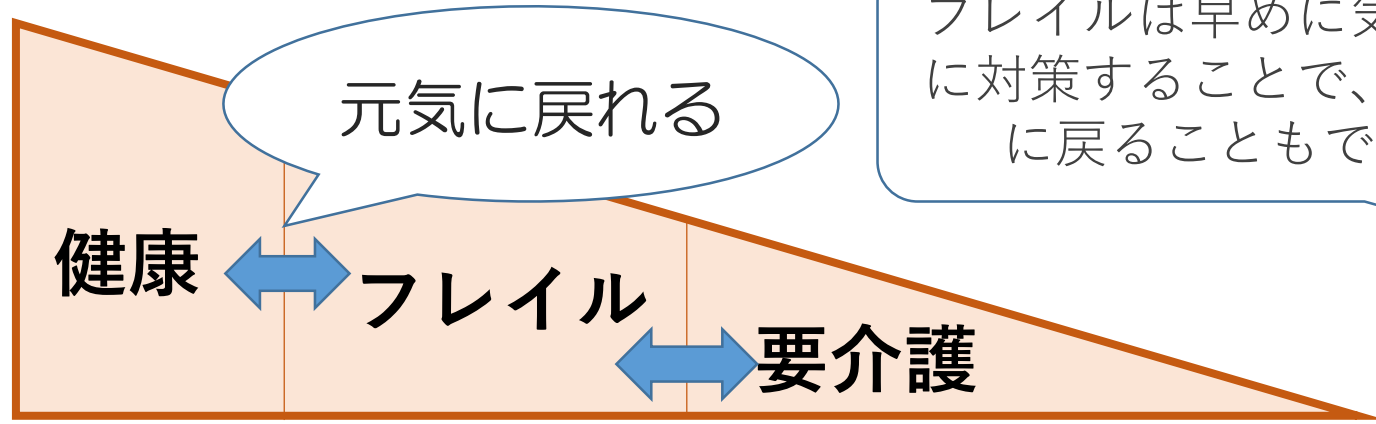 フレイルは早めに気
に対策することで、
に戻ることもで
元気に戻れる
健康
フレイル
要介護